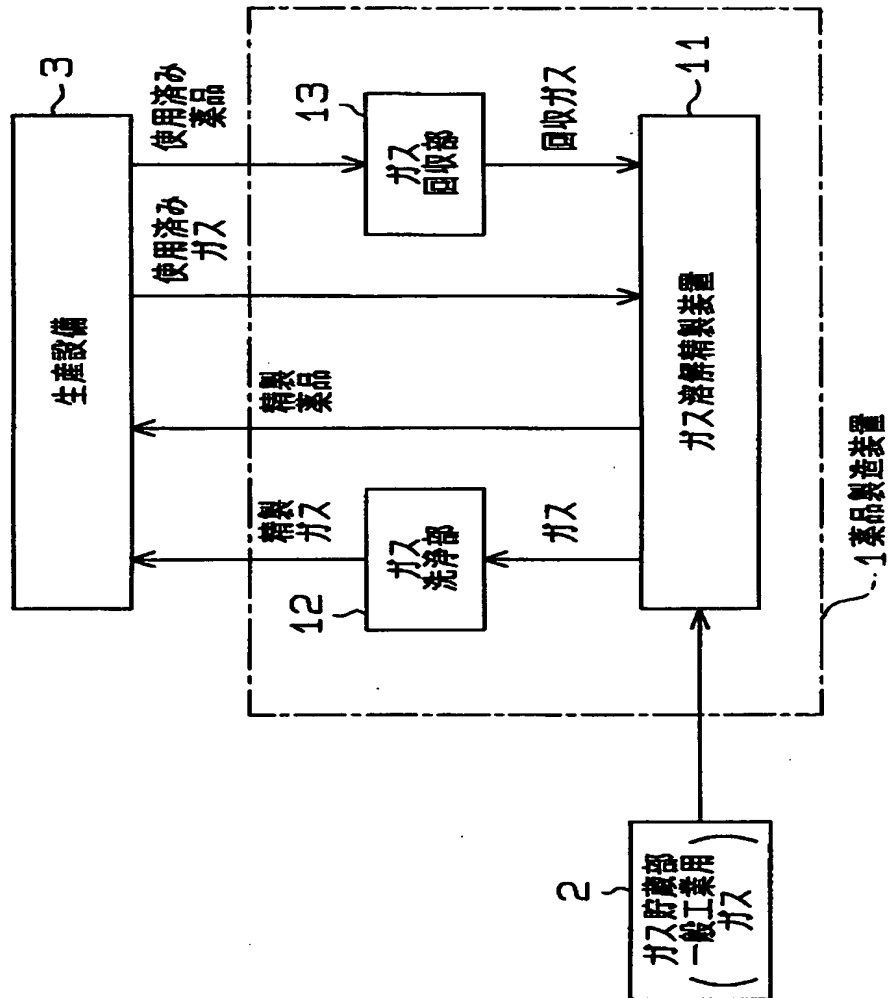 3
生産設備
使用済み
薬品
使用済み
ガス
精製
薬品
精製
ガス
13
ガス
回収部
回収ガス
12
ガス
洗浄部
ガス
11
ガス溶解精製装置
1 薬品製造装置
2
ガス貯蔵部
(一般工業用
ガス)